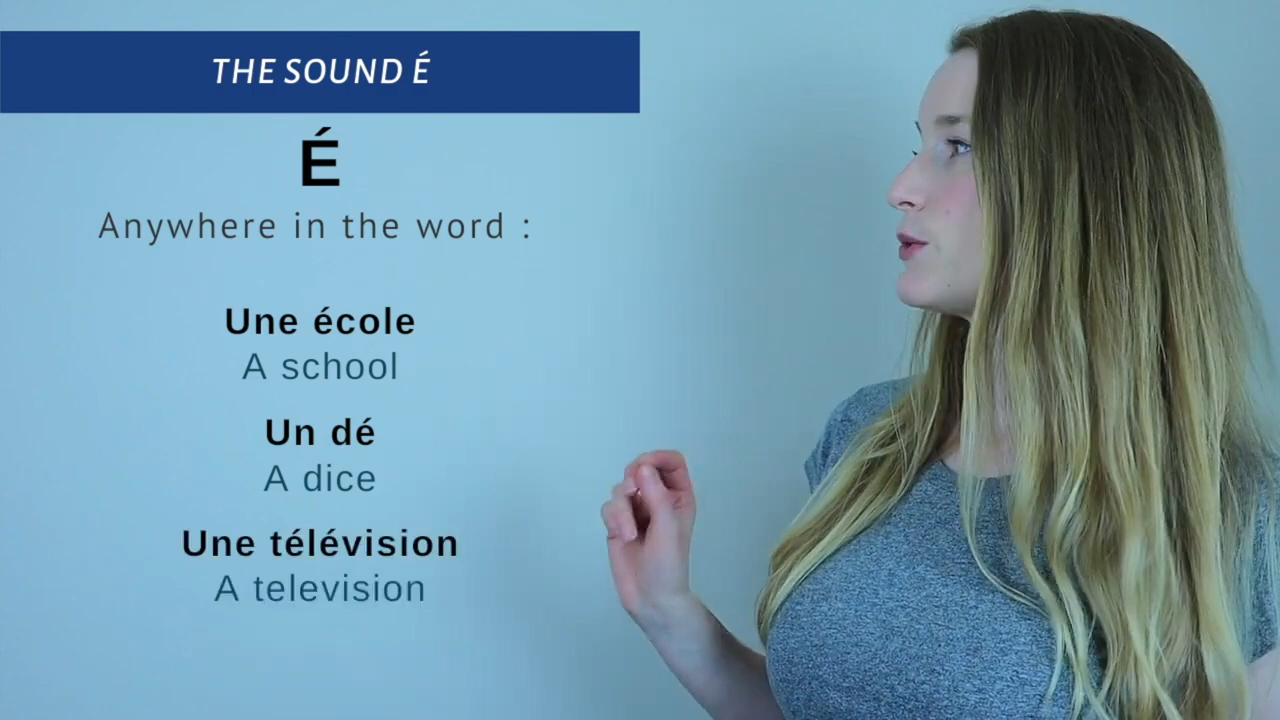 THE SOUND É
É
Anywhere in the word :
Une école
A school
Un dé
A dice
Une télévision
A television